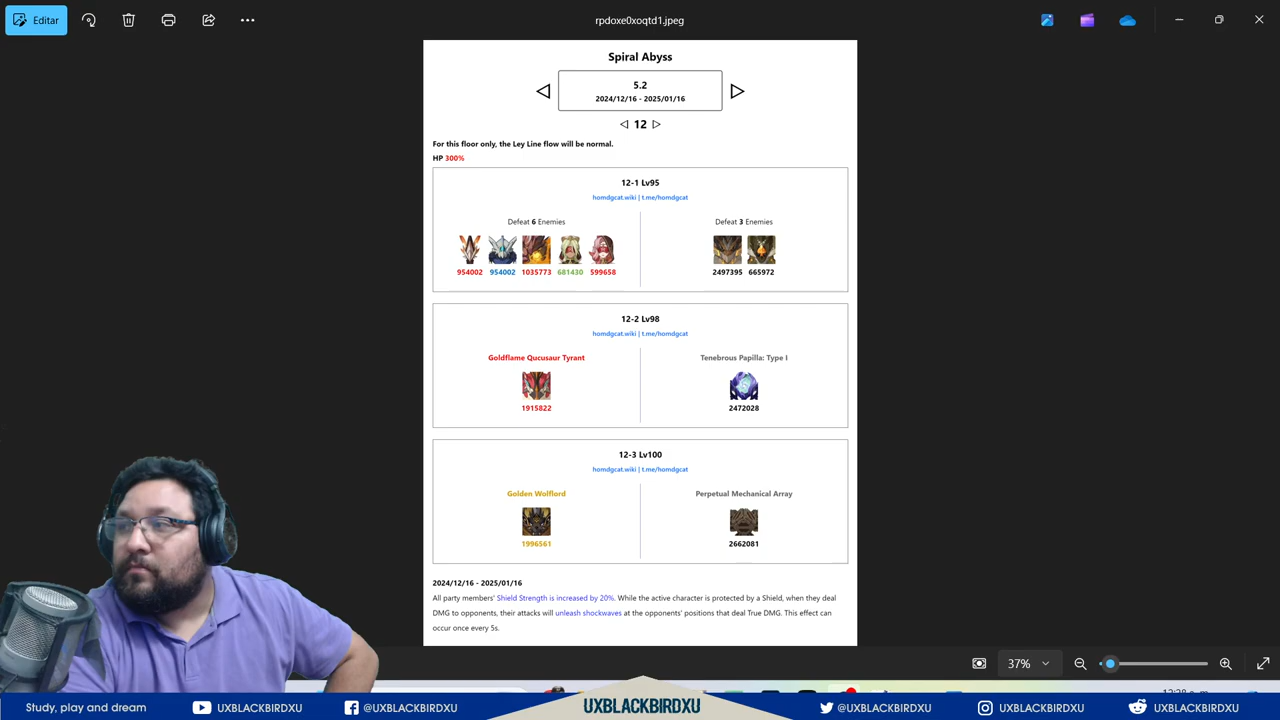 Editar
rpdoxe0xoqtd1.jpeg
Spiral Abyss
5.2
2024/12/16 - 2025/01/16
12
For this floor only, the Ley Line flow will be normal.
HP 300%
12-1 Lv95
homdgcat.wiki | t.me/homdgcat
Defeat 6 Enemies
Defeat 3 Enemies
954002 954002 1035773 681430 599658
2497395 665972
12-2 Lv98
homdgcat.wiki | t.me/homdgcat
Goldflame Qucusaur Tyrant
Tenebrous Papilla: Type I
1915822
2472028
12-3 Lv100
homdgcat.wiki | t.me/homdgcat
Golden Wolflord
Perpetual Mechanical Array
1996561
2662081
2024/12/16 - 2025/01/16
All party members' Shield Strength is increased by 20%. While the active character is protected by a Shield, when they deal
DMG to opponents, their attacks will unleash shockwaves at the opponents' positions that deal True DMG. This effect can
occur once every 5s.
37%
Study, play and dream
UXBLACKBIRDXU
@UXBLACKBIRDXU
UXBLACKBIRDXU
@UXBLACKBIRDXU
UXBLACKBIRDXU
UXBLACKBIRDXU